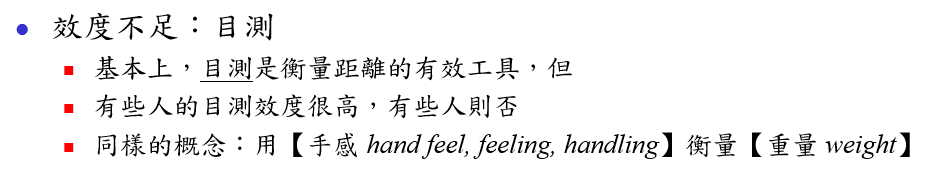 效度不足：目測
基本上，目測是衡量距離的有效工具，但
有些人的目測效度很高，有些人則否
同樣的概念：用【手感 hand feel, feeling, handling】衡量【重量 weight】